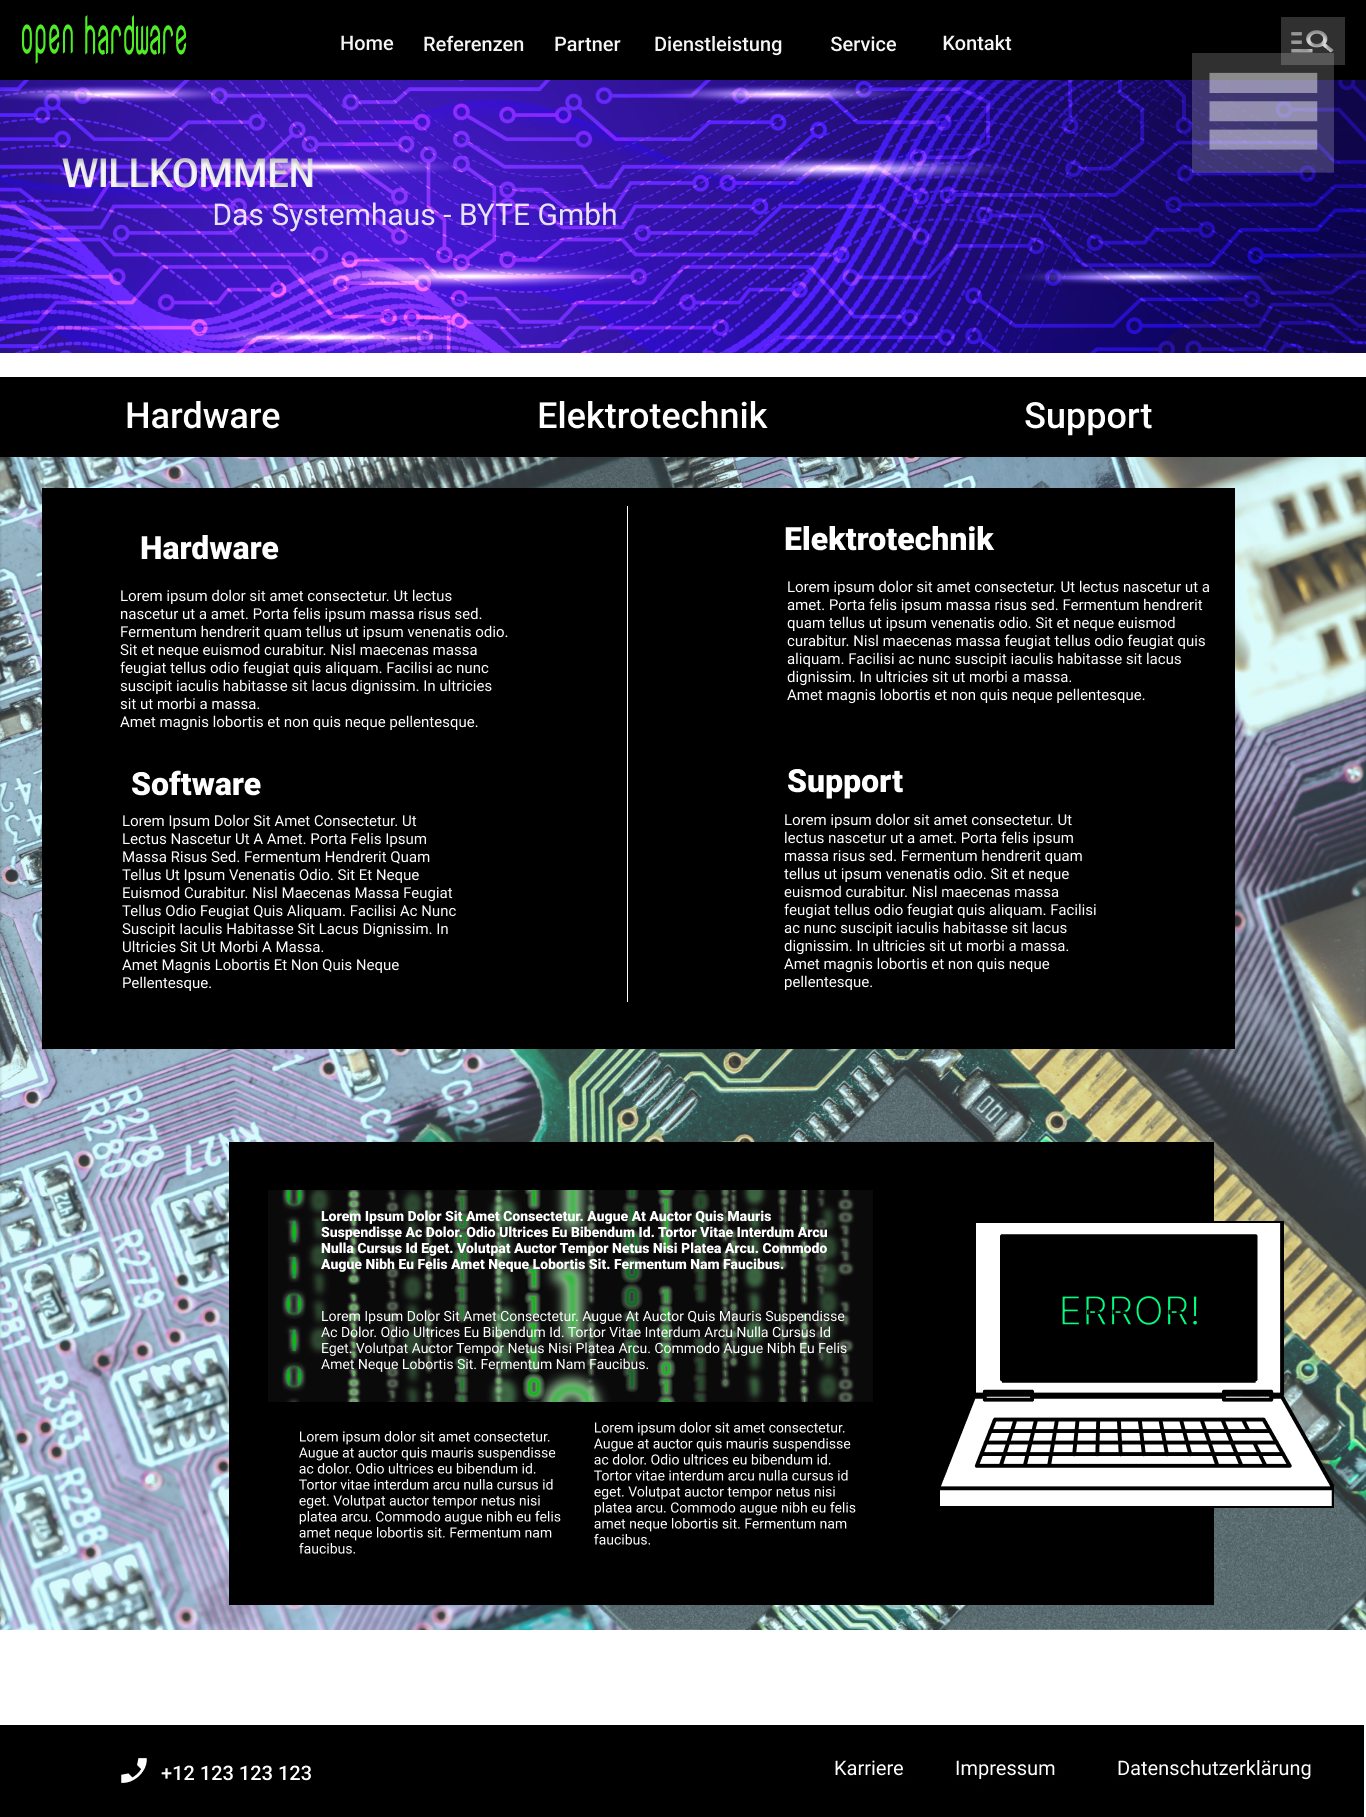 open hardware
Home Referenzen Partner Dienstleistung Service Kontakt
WILLKOMMEN
Das Systemhaus - BYTE Gmbh
Hardware Elektrotechnik Support
Hardware
Lorem ipsum dolor sit amet consectetur. Ut lectus
nascetur ut a amet. Porta felis ipsum massa risus sed.
Fermentum hendrerit quam tellus ut ipsum venenatis odio.
Sit et neque euismod curabitur. Nisl maecenas massa
feugiat tellus odio feugiat quis aliquam. Facilisi ac nunc
suscipit iaculis habitasse sit lacus dignissim. In ultricies
sit ut morbi a massa.
Amet magnis lobortis et non quis neque pellentesque.
Elektrotechnik
Lorem ipsum dolor sit amet consectetur. Ut lectus nascetur ut a
amet. Porta felis ipsum massa risus sed. Fermentum hendrerit
quam tellus ut ipsum venenatis odio. Sit et neque euismod
curabitur. Nisl maecenas massa feugiat tellus odio feugiat quis
aliquam. Facilisi ac nunc suscipit iaculis habitasse sit lacus
dignissim. In ultricies sit ut morbi a massa.
Amet magnis lobortis et non quis neque pellentesque.
Software
Lorem Ipsum Dolor Sit Amet Consectetur. Ut
Lectus Nascetur Ut A Amet. Porta Felis Ipsum
Massa Risus Sed. Fermentum Hendrerit Quam
Tellus Ut Ipsum Venenatis Odio. Sit Et Neque
Euismod Curabitur. Nisl Maecenas Massa Feugiat
Tellus Odio Feugiat Quis Aliquam. Facilisi Ac Nunc
Suscipit Iaculis Habitasse Sit Lacus Dignissim. In
Ultricies Sit Ut Morbi A Massa.
Amet Magnis Lobortis Et Non Quis Neque
Pellentesque.
Support
Lorem ipsum dolor sit amet consectetur. Ut
lectus nascetur ut a amet. Porta felis ipsum
massa risus sed. Fermentum hendrerit quam
tellus ut ipsum venenatis odio. Sit et neque
euismod curabitur. Nisl maecenas massa
feugiat tellus odio feugiat quis aliquam. Facilisi
ac nunc suscipit iaculis habitasse sit lacus
dignissim. In ultricies sit ut morbi a massa.
Amet magnis lobortis et non quis neque
pellentesque.
C22
R278
R280
R279
R281
R393
R288
Lorem Ipsum Dolor Sit Amet Consectetur. Augue At Auctor Quis Mauris
Suspendisse Ac Dolor. Odio Ultrices Eu Bibendum Id. Tortor Vitae Interdum Arcu
Nulla Cursus Id Eget. Volutpat Auctor Tempor Netus Nisi Platea Arcu. Commodo
Augue Nibh Eu Felis Amet Neque Lobortis Sit. Fermentum Nam Faucibus.
Lorem Ipsum Dolor Sit Amet Consectetur. Augue At Auctor Quis Mauris Suspendisse
Ac Dolor. Odio Ultrices Eu Bibendum Id. Tortor Vitae Interdum Arcu Nulla Cursus Id
Eget. Volutpat Auctor Tempor Netus Nisi Platea Arcu. Commodo Augue Nibh Eu Felis
Amet Neque Lobortis Sit. Fermentum Nam Faucibus.
Lorem ipsum dolor sit amet consectetur.
Augue at auctor quis mauris suspendisse
ac dolor. Odio ultrices eu bibendum id.
Tortor vitae interdum arcu nulla cursus id
eget. Volutpat auctor tempor netus nisi
platea arcu. Commodo augue nibh eu felis
amet neque lobortis sit. Fermentum nam
faucibus.
Lorem ipsum dolor sit amet consectetur.
Augue at auctor quis mauris suspendisse
ac dolor. Odio ultrices eu bibendum id.
Tortor vitae interdum arcu nulla cursus id
eget. Volutpat auctor tempor netus nisi
platea arcu. Commodo augue nibh eu felis
amet neque lobortis sit. Fermentum nam
faucibus.
ERROR!
+12 123 123 123
Karriere Impressum Datenschutzerklärung